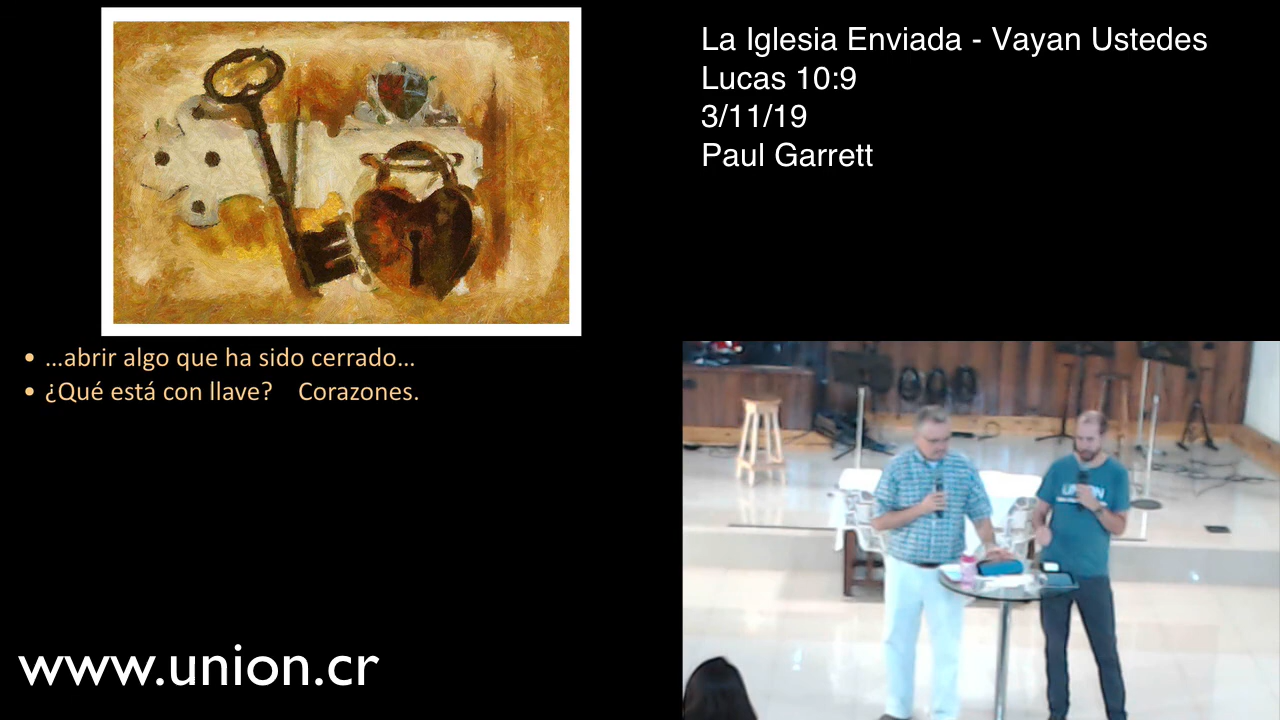 La Iglesia Enviada - Vayan Ustedes
Lucas 10:9
3/11/19
Paul Garrett
• ...abrir algo que ha sido cerrado...
• ¿Qué está con llave? Corazones.
UNION
www.union.cr